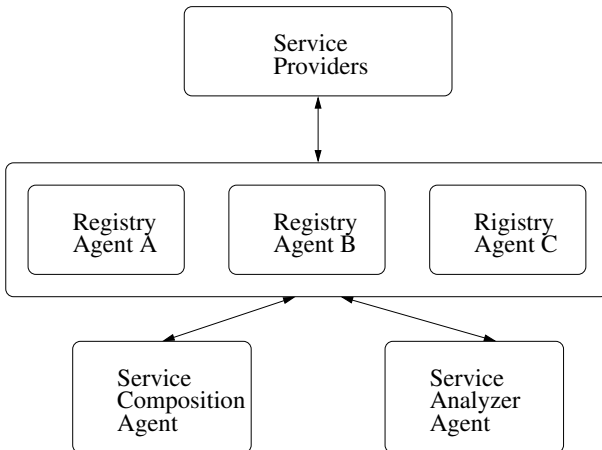 Service
Providers
Registry
Agent A
Registry
Agent B
Rigistry
Agent C
Service
Composition
Agent
Service
Analyzer
Agent